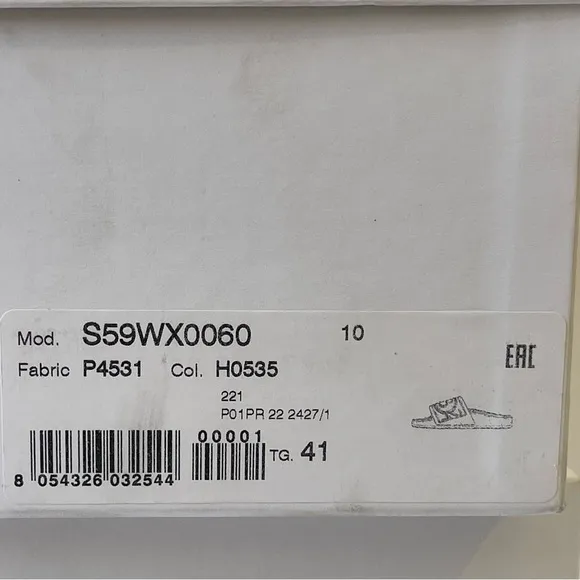 Mod. S59WX0060 10
Fabric P4531 Col. H0535
EAC
221
P01PR 22 2427/1
00001
TG. 41
8 054326 032544